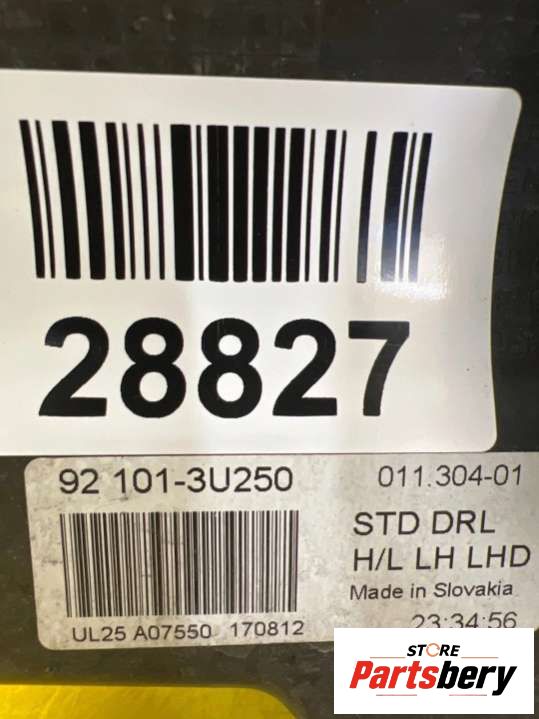 28827
92 101-3U250
011.304-01
STD DRL
H/L LH LHD
Made in Slovakia
UL25 A07550 170812
23:34:56
STORE
Partsbery